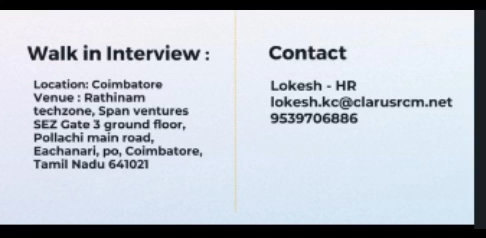 Walk in Interview :
Location: Coimbatore
Venue : Rathinam
techzone, Span ventures
SEZ Gate 3 ground floor,
Pollachi main road,
Eachanari, po, Coimbatore,
Tamil Nadu 641021
Contact
Lokesh - HR
lokesh.kc@clarusrcm.net
9539706886